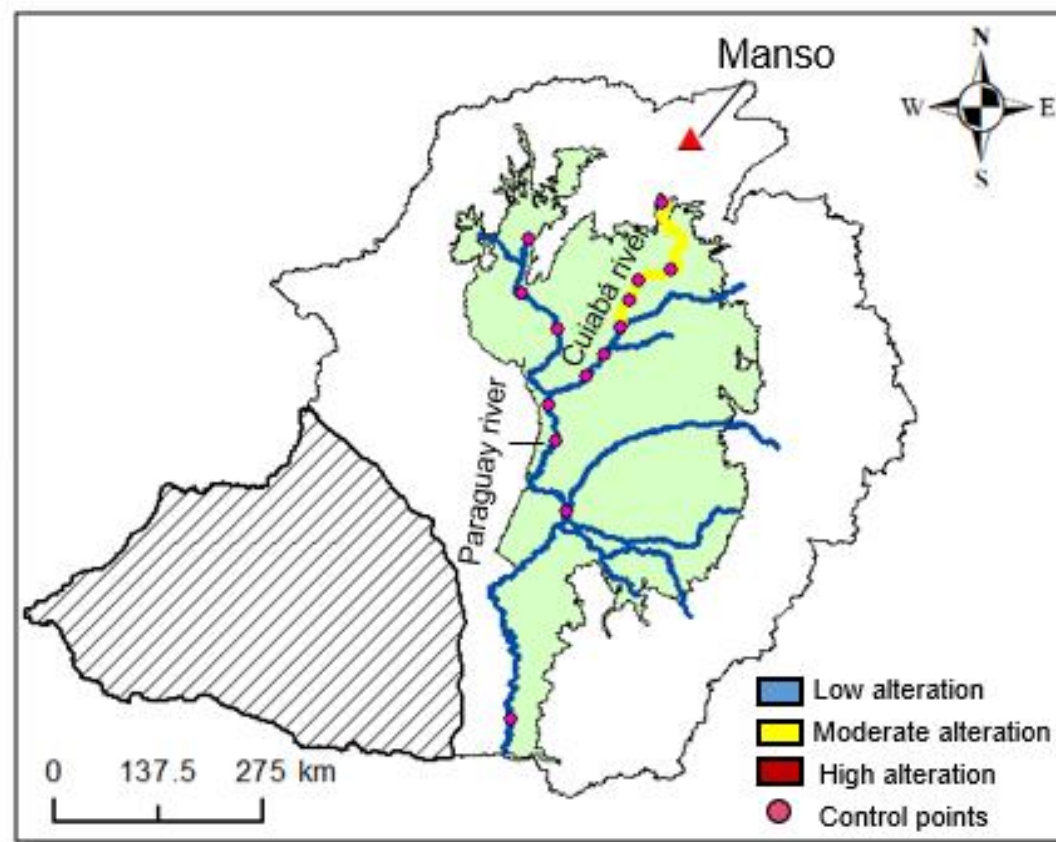 Manso
N
W
E
S
Cuiabá river
Paraguay river
Low alteration
Moderate alteration
High alteration
Control points
0 137.5 275 km